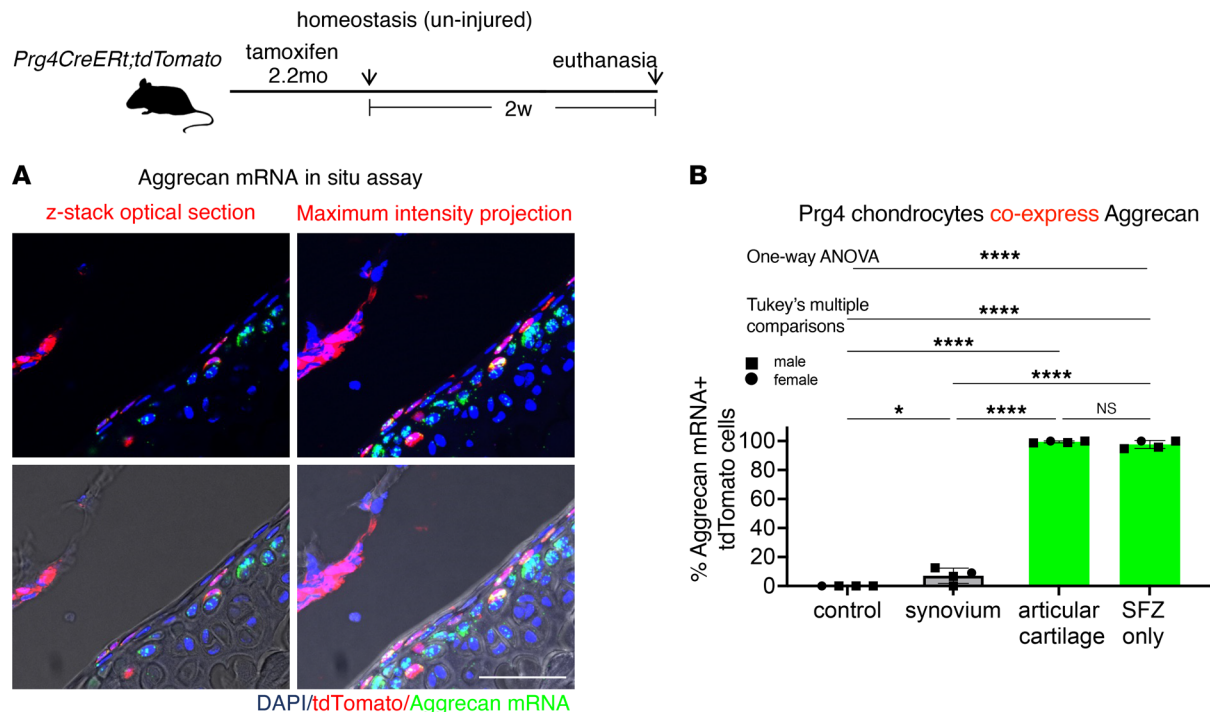 homeostasis (un-injured)
Prg4CreERt;tdTomato
tamoxifen
2.2mo
euthanasia
2w
A
Aggrecan mRNA in situ assay
z-stack optical section
Maximum intensity projection
DAPI/tdTomato/Aggrecan mRNA
B
Prg4 chondrocytes co-express Aggrecan
One-way ANOVA
****
Tukey's multiple
comparisons
****
****
male
female
****
*
****
NS
% Aggrecan mRNA+
tdTomato cells
100
80
60
40
20
0
control
synovium
articular
cartilage
SFZ
only